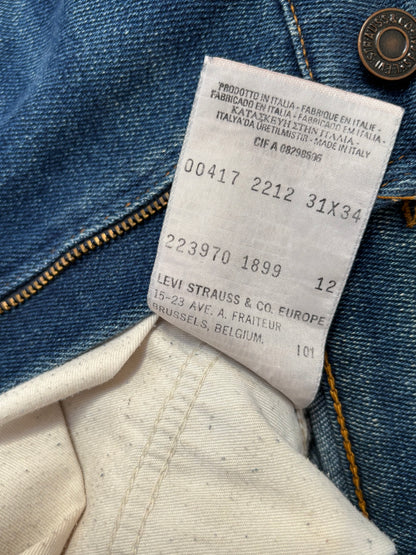 PRODOTTO IN ITALIA - FABRIQUE EN ITALIE -
FABRICADO EN ITALIA - FABRICADO EM ITALIA -
ΚΑΤΑΣΚΕΥΗ ΣΤΗΝ ΙΤΑΛΙΑ -
ITALYA'DA ÜRETILMISTIR - MADE IN ITALY
CIF A 0829B506
00417 2212 31X34
223970 1899 12
LEVI STRAUSS & CO. EUROPE
15-23 AVE. A. FRAITEUR
BRUSSELS, BELGIUM.
101